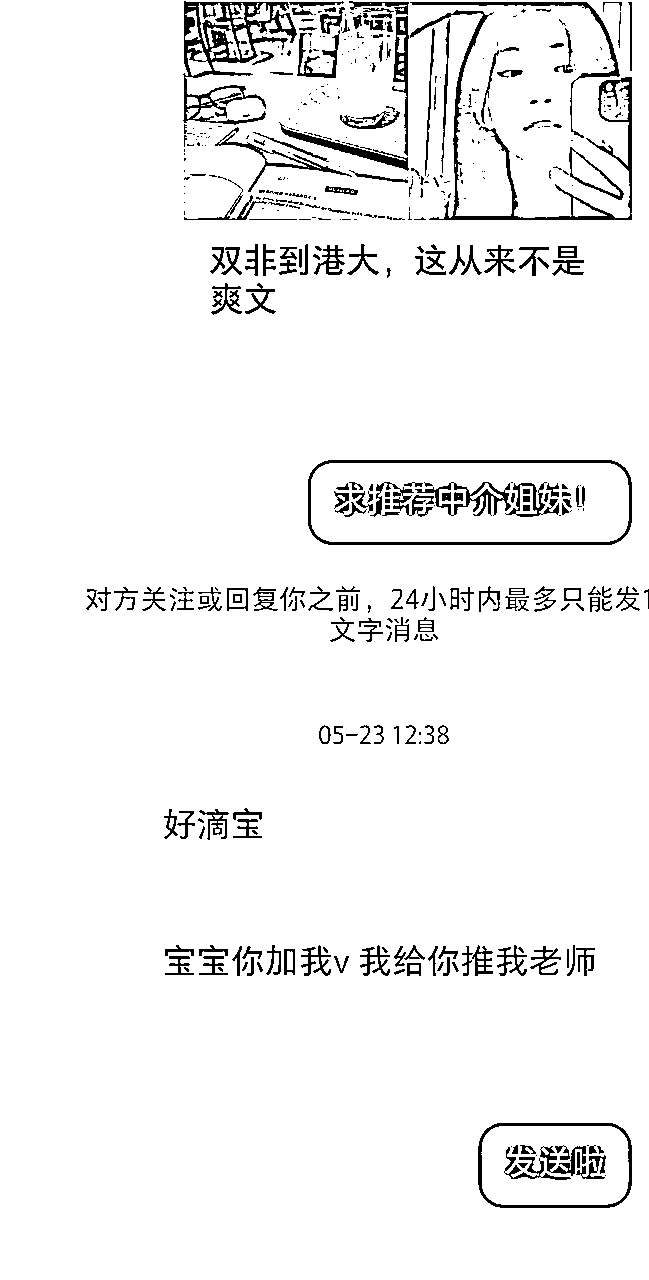 双非到港大，这从来不是
爽文
求推荐中介姐妹！
对方关注或回复你之前，24小时内最多只能发1
文字消息
05-23 12:38
好滴宝
宝宝你加我v 我给你推我老师
发送啦